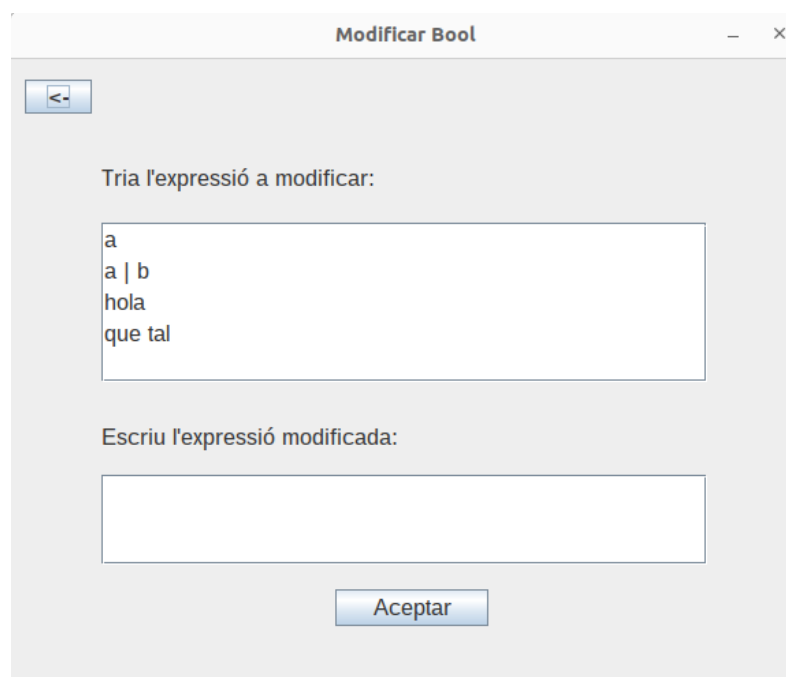 Modificar Bool
<-
Tria l'expressió a modificar:
a
a | b
hola
que tal
Escriu l'expressió modificada:
Aceptar